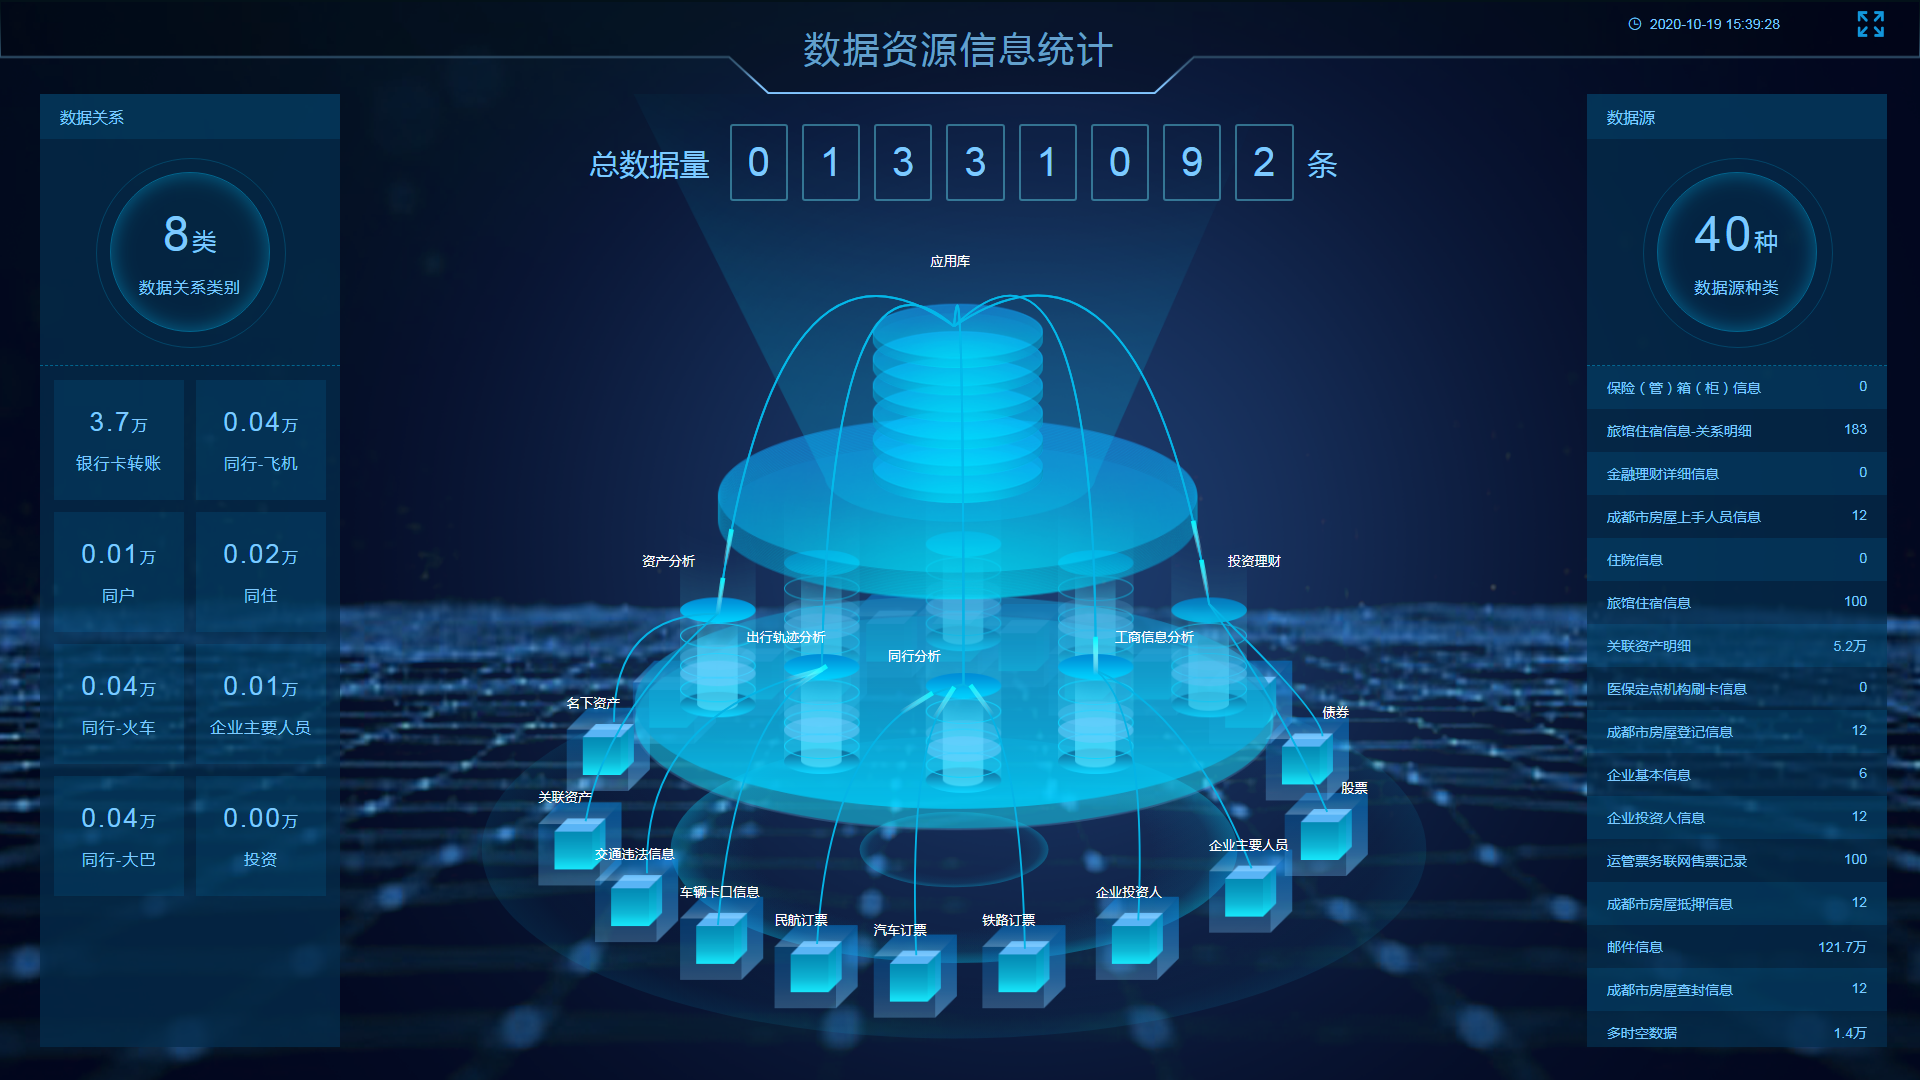 数据资源信息统计
2020-10-19 15:39:28
数据关系
8类
数据关系类别
3.7万
银行卡转账
0.04万
同行-飞机
0.01万
同户
0.02万
同住
0.04万
同行-火车
0.01万
企业主要人员
0.04万
同行-大巴
0.00万
投资
总数据量 0 1 3 3 1 0 9 2 条
应用库
资产分析
投资理财
出行轨迹分析
工商信息分析
同行分析
名下资产
债券
关联资产
股票
交通违法信息
企业主要人员
车辆卡口信息
企业投资人
民航订票
汽车订票
铁路订票
数据源
40种
数据源种类
保险（管）箱（柜）信息 0
旅馆住宿信息-关系明细 183
金融理财详细信息 0
成都市房屋上手人员信息 12
住院信息 0
旅馆住宿信息 100
关联资产明细 5.2万
医保定点机构刷卡信息 0
成都市房屋登记信息 12
企业基本信息 6
企业投资人信息 12
运管票务联网售票记录 100
成都市房屋抵押信息 12
邮件信息 121.7万
成都市房屋查封信息 12
多时空数据 1.4万